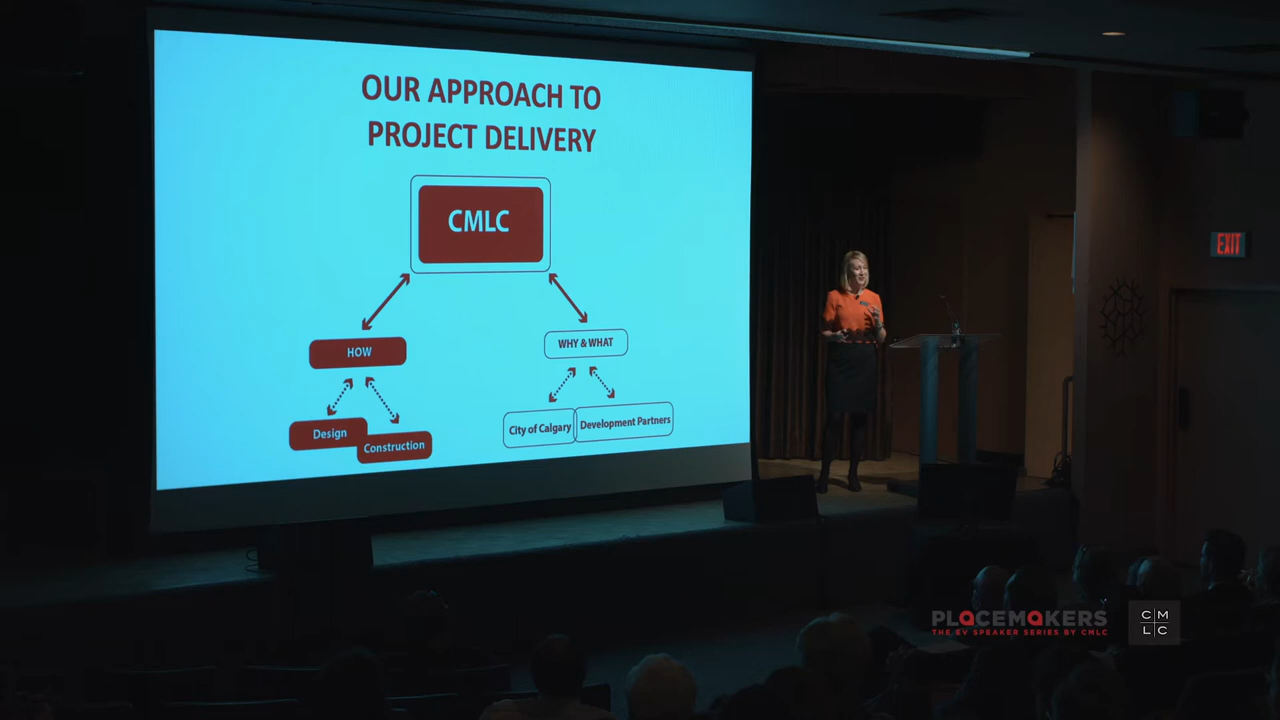 OUR APPROACH TO
PROJECT DELIVERY
CMLC
HOW
WHY & WHAT
Design
Construction
City of Calgary
Development Partners
EXIT
PLACEMAKERS
THE EV SPEAKER SERIES BY CMLC
CM
LC